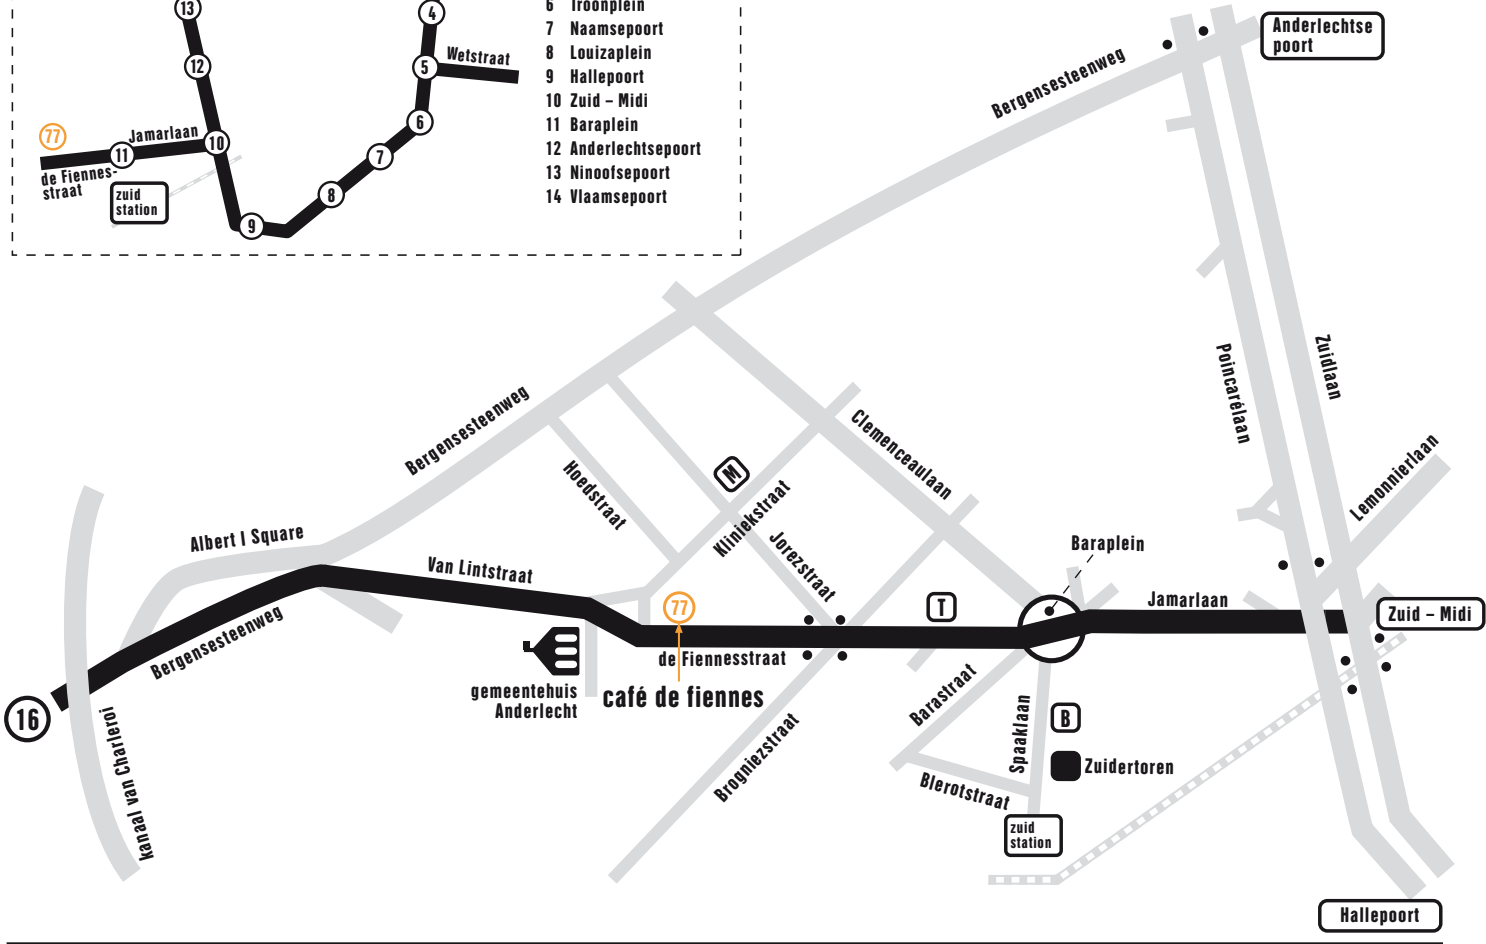 13
12
77
Jamarlaan
10
11
de Fiennes-
straat
zuid
station
9
8
7
6
5
4
Wetstraat
6 Troonplein
7 Naamsepoort
8 Louizaplein
9 Hallepoort
10 Zuid – Midi
11 Baraplein
12 Anderlechtsepoort
13 Ninoofsepoort
14 Vlaamsepoort
Anderlechtse
poort
Bergensesteenweg
Poincarélaan
Zuidlaan
Lemonnierlaan
Bergensesteenweg
Clemenceaulaan
Hoedstraat
M
Kliniekstraat
Jorezstraat
Albert I Square
Van Lintstraat
Baraplein
Jamarlaan
Zuid – Midi
77
T
Bergensesteenweg
de Fiennesstraat
café de fiennes
gemeentehuis
Anderlecht
16
kanaal van Charleroi
Brogniezstraat
Barastraat
Spaaklaan
B
Zuidertoren
Blerotstraat
zuid
station
Hallepoort